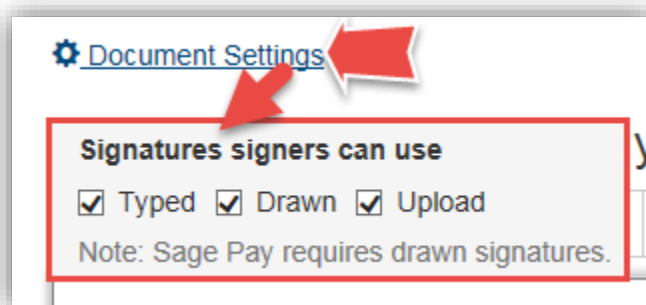 Document Settings
Signatures signers can use
Typed Drawn Upload
Note: Sage Pay requires drawn signatures.